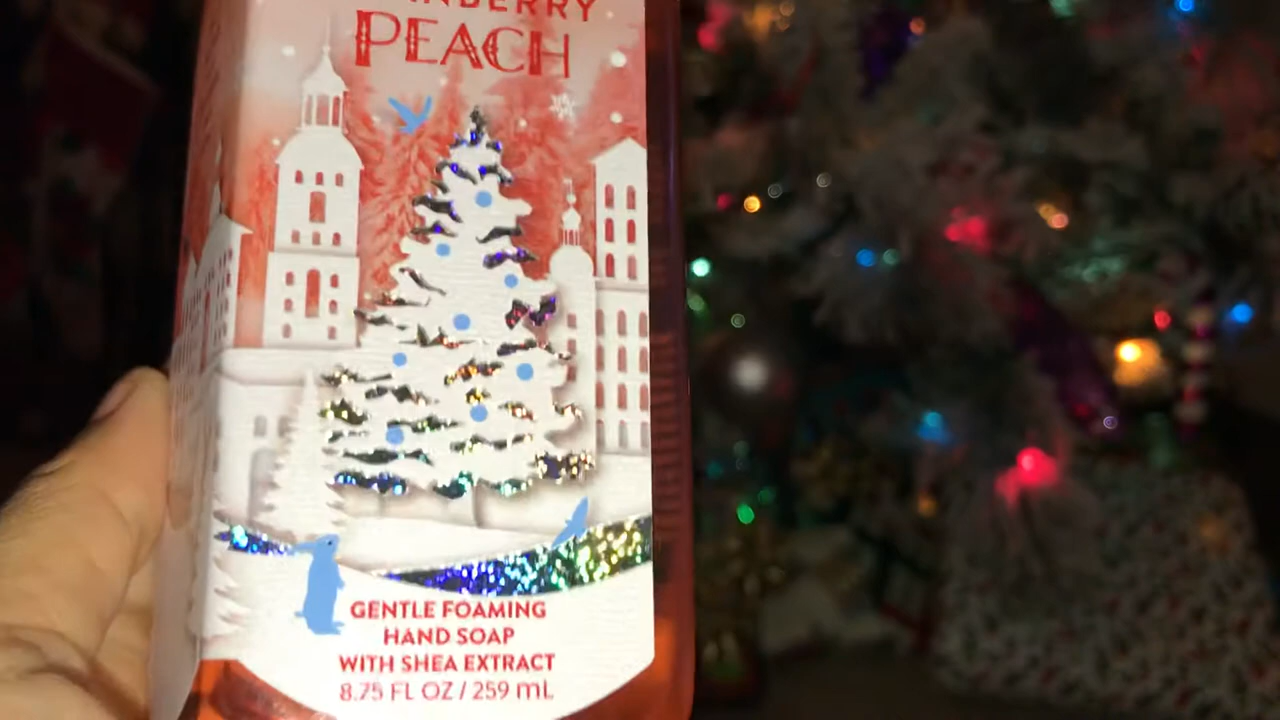 PEACH
GENTLE FOAMING
HAND SOAP
WITH SHEA EXTRACT
8.75 FL OZ / 259 mL